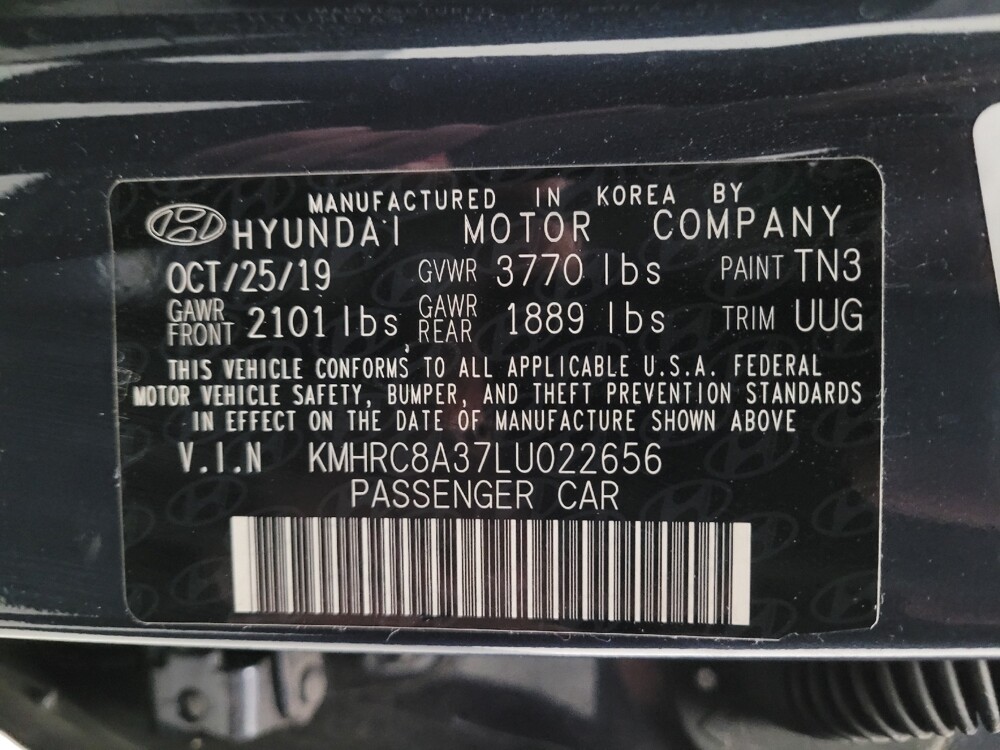 MANUFACTURED IN KOREA BY
HYUNDAI MOTOR COMPANY
OCT/25/19 GVWR 3770 lbs PAINT TN3
GAWR FRONT 2101 lbs, GAWR REAR 1889 lbs TRIM UUG
THIS VEHICLE CONFORMS TO ALL APPLICABLE U.S.A. FEDERAL
MOTOR VEHICLE SAFETY, BUMPER, AND THEFT PREVENTION STANDARDS
IN EFFECT ON THE DATE OF MANUFACTURE SHOWN ABOVE
V.I.N KMHRC8A37LU022656
PASSENGER CAR